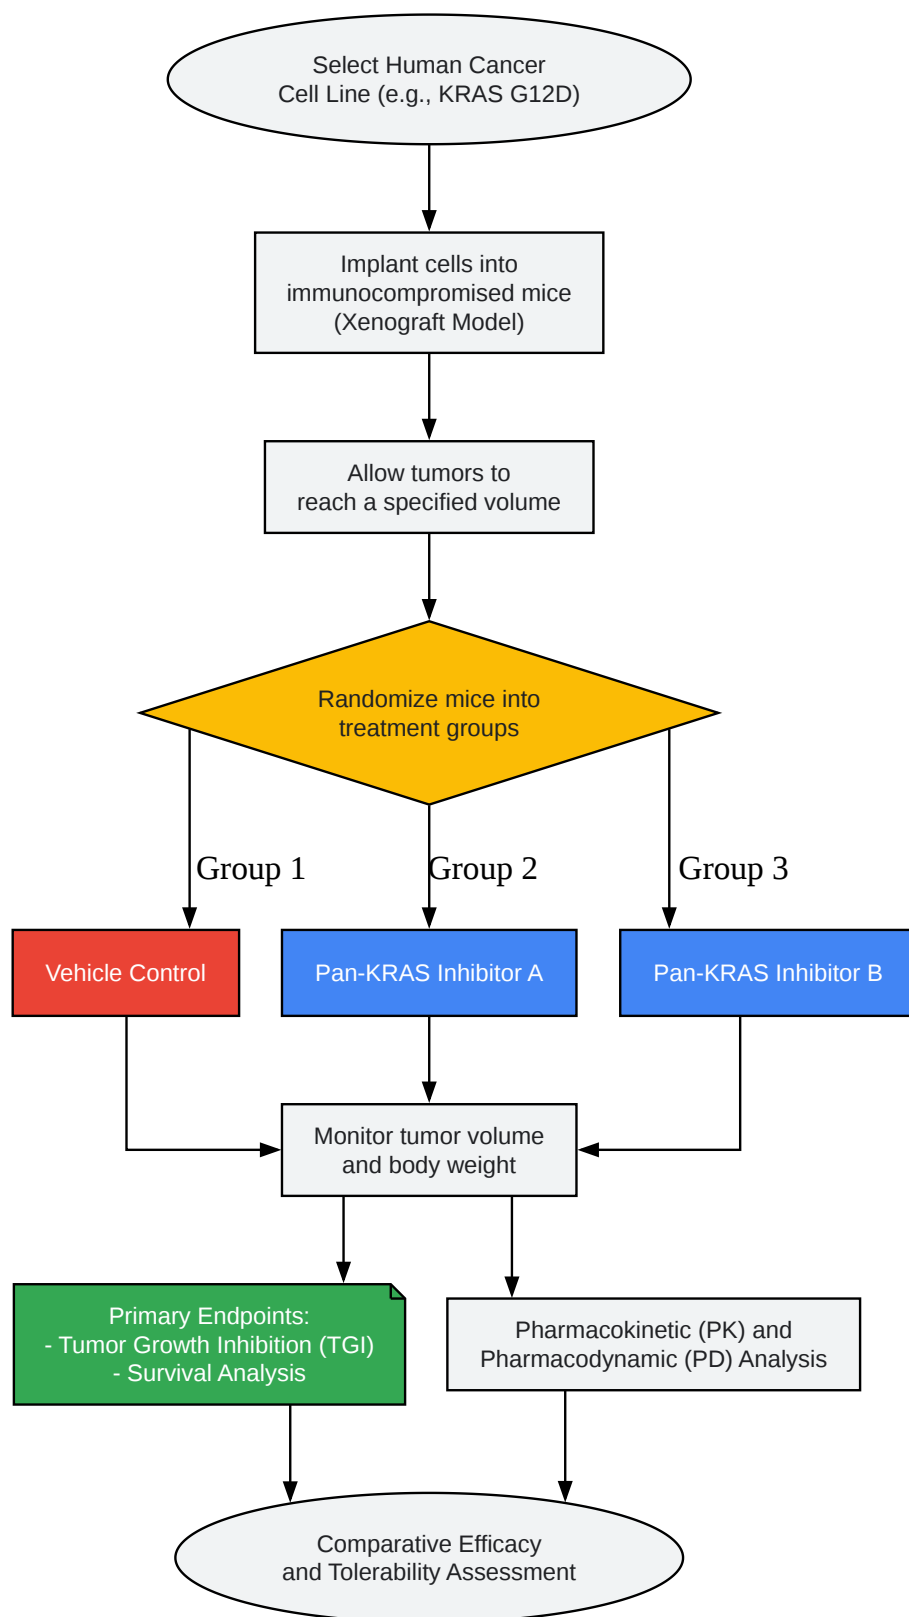 Select Human Cancer
Cell Line (e.g., KRAS G12D)
Implant cells into
immunocompromised mice
(Xenograft Model)
Allow tumors to
reach a specified volume
Randomize mice into
treatment groups
Group 1
Group 2
Group 3
Vehicle Control
Pan-KRAS Inhibitor A
Pan-KRAS Inhibitor B
Monitor tumor volume
and body weight
Primary Endpoints:
- Tumor Growth Inhibition (TGI)
- Survival Analysis
Pharmacokinetic (PK) and
Pharmacodynamic (PD) Analysis
Comparative Efficacy
and Tolerability Assessment